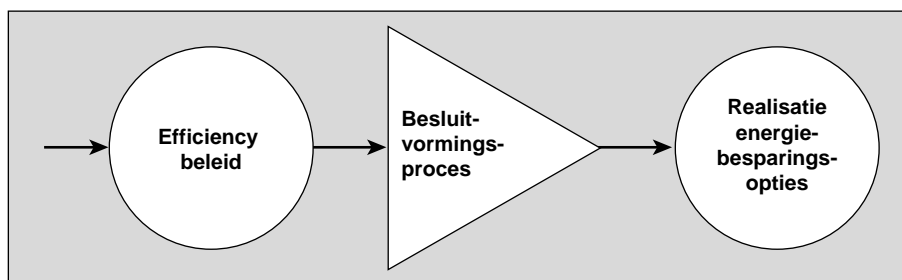 Efficiency
beleid
Besluit-
vormings-
proces
Realisatie
energie-
besparings-
opties